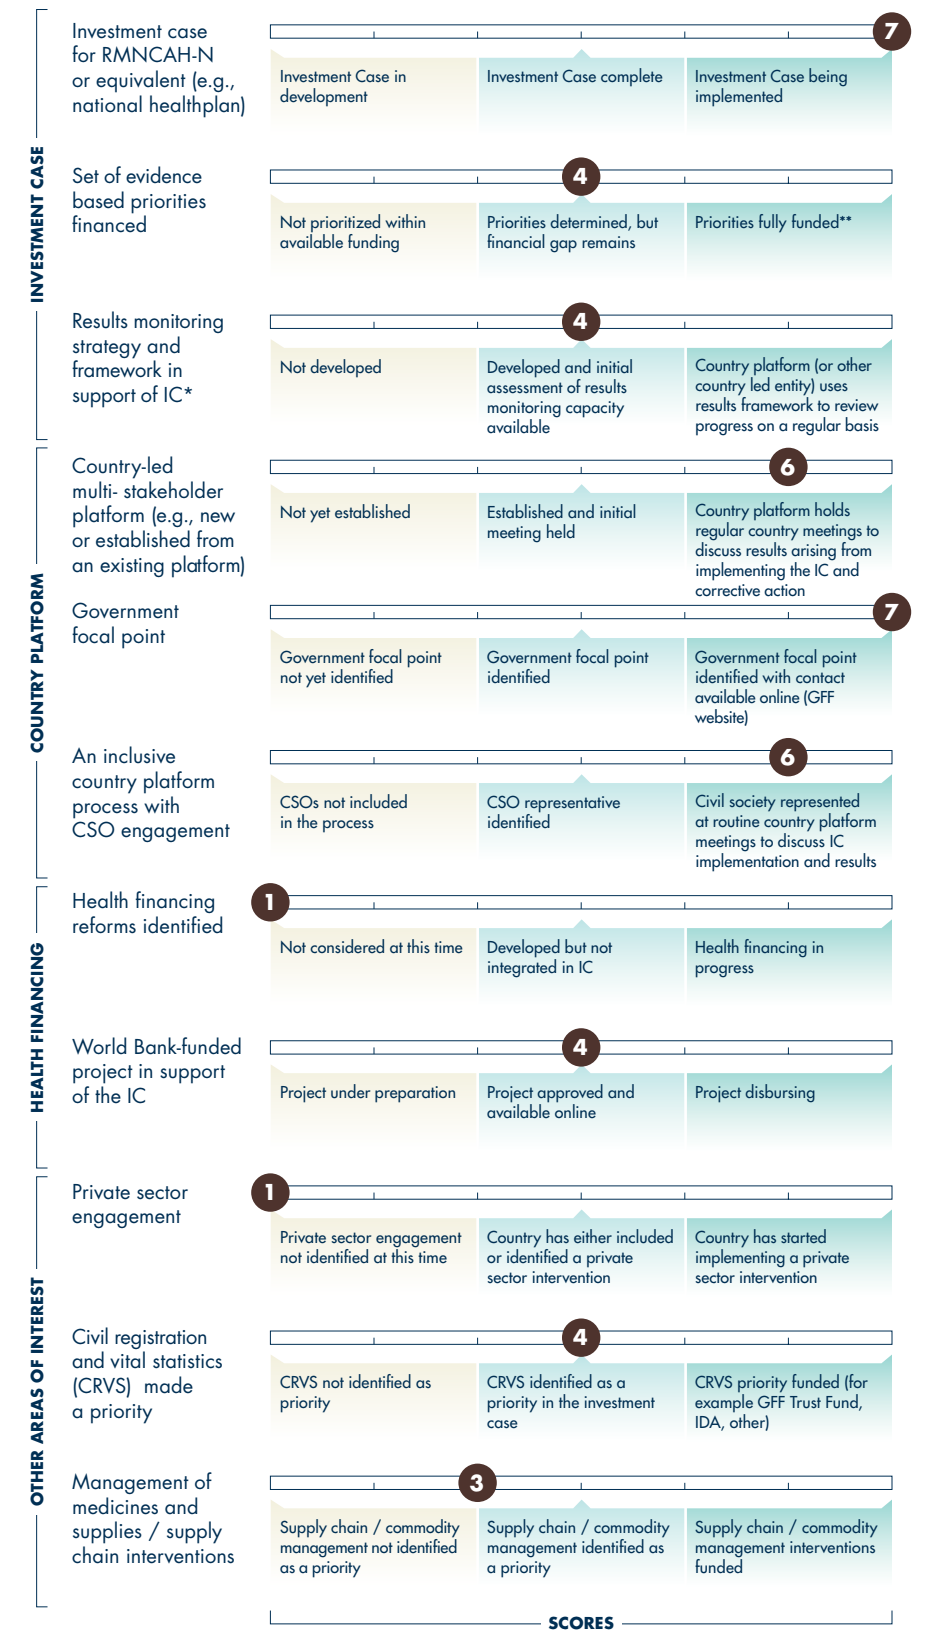 INVESTMENT CASE
Investment case
for RMNCAH-N
or equivalent (e.g.,
national healthplan)
7
Investment Case in
development
Investment Case complete
Investment Case being
implemented
Set of evidence
based priorities
financed
4
Not prioritized within
available funding
Priorities determined, but
financial gap remains
Priorities fully funded**
Results monitoring
strategy and
framework in
support of IC*
4
Not developed
Developed and initial
assessment of results
monitoring capacity
available
Country platform (or other
country led entity) uses
results framework to review
progress on a regular basis
COUNTRY PLATFORM
Country-led
multi- stakeholder
platform (e.g., new
or established from
an existing platform)
6
Not yet established
Established and initial
meeting held
Country platform holds
regular country meetings to
discuss results arising from
implementing the IC and
corrective action
Government
focal point
7
Government focal point
not yet identified
Government focal point
identified
Government focal point
identified with contact
available online (GFF
website)
An inclusive
country platform
process with
CSO engagement
6
CSOs not included
in the process
CSO representative
identified
Civil society represented
at routine country platform
meetings to discuss IC
implementation and results
HEALTH FINANCING
Health financing
reforms identified
1
Not considered at this time
Developed but not
integrated in IC
Health financing in
progress
World Bank-funded
project in support
of the IC
4
Project under preparation
Project approved and
available online
Project disbursing
OTHER AREAS OF INTEREST
Private sector
engagement
1
Private sector engagement
not identified at this time
Country has either included
or identified a private
sector intervention
Country has started
implementing a private
sector intervention
Civil registration
and vital statistics
(CRVS) made
a priority
4
CRVS not identified as
priority
CRVS identified as a
priority in the investment
case
CRVS priority funded (for
example GFF Trust Fund,
IDA, other)
Management of
medicines and
supplies / supply
chain interventions
3
Supply chain / commodity
management not identified
as a priority
Supply chain / commodity
management identified as
a priority
Supply chain / commodity
management interventions
funded
SCORES